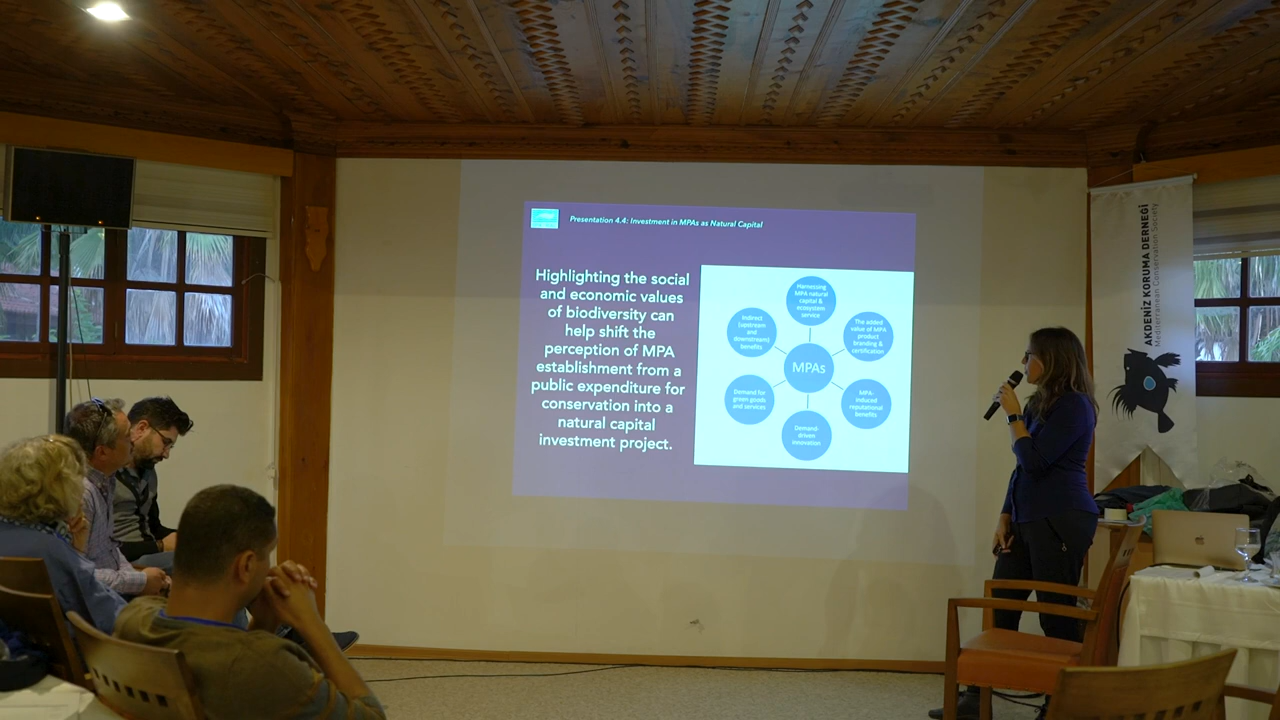 Presentation 4.4: Investment in MPAs as Natural Capital
Highlighting the social
and economic values
of biodiversity can
help shift the
perception of MPA
establishment from a
public expenditure for
conservation into a
natural capital
investment project.
Harnessing
MPA natural
capital &
ecosystem
service
The added
value of MPA
product
branding &
certification
MPA-
induced
reputational
benefits
Demand-
driven
innovation
Demand for
green goods
and services
Indirect
(upstream
and
downstream)
benefits
MPAs
AKDENİZ KORUMA DERNEĞİ
Mediterranean Conservation Society